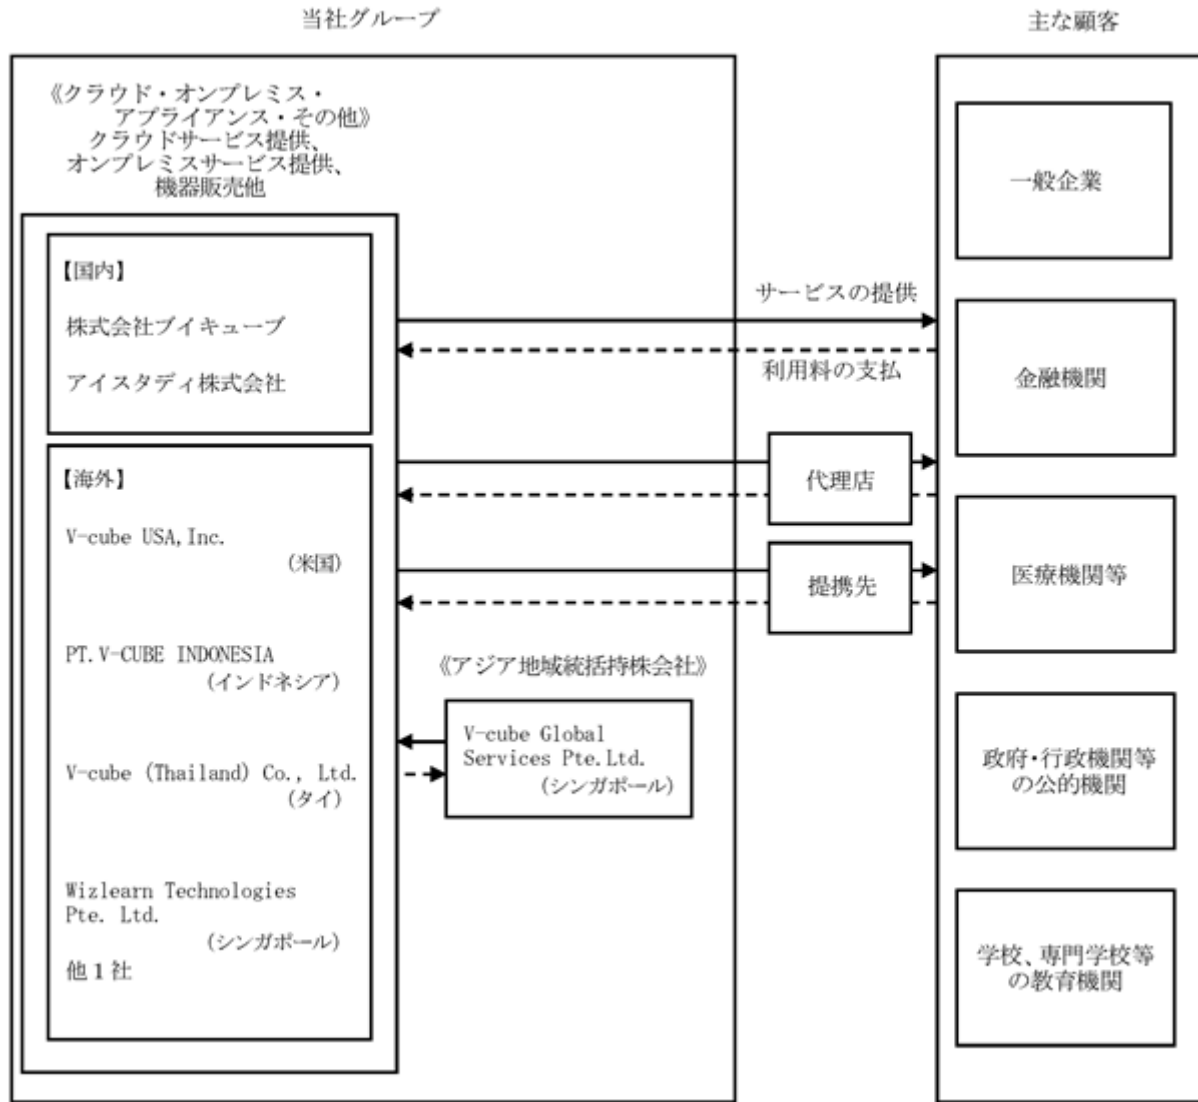 当社グループ
主な顧客
《クラウド・オンプレミス・
アプライアンス・その他》
クラウドサービス提供、
オンプレミスサービス提供、
機器販売他
【国内】
株式会社ブイキューブ
アイスタディ株式会社
【海外】
V-cube USA,Inc.
(米国)
PT.V-CUBE INDONESIA
(インドネシア)
V-cube (Thailand) Co., Ltd.
(タイ)
Wizlearn Technologies
Pte. Ltd.
(シンガポール)
他1社
《アジア地域統括持株会社》
V-cube Global
Services Pte.Ltd.
(シンガポール)
サービスの提供
利用料の支払
代理店
提携先
一般企業
金融機関
医療機関等
政府・行政機関等
の公的機関
学校、専門学校等
の教育機関